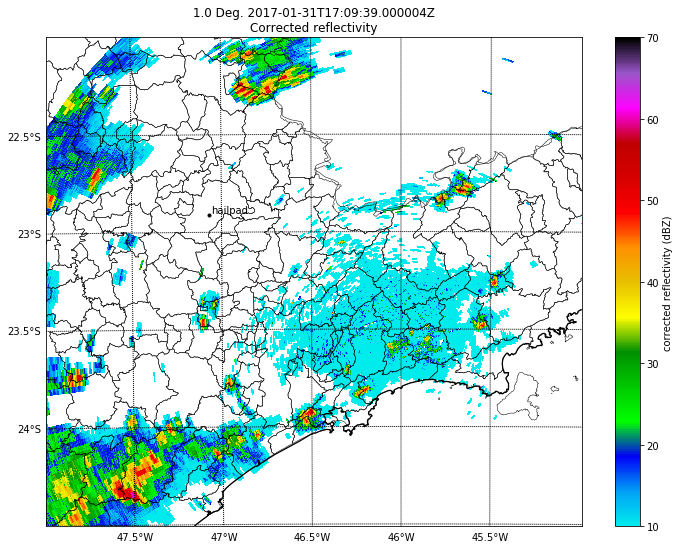 1.0 Deg. 2017-01-31T17:09:39.000004Z
Corrected reflectivity
70
60
50
40
30
20
10
corrected reflectivity (dBZ)
22.5°S
23°S
23.5°S
24°S
hailpad
47.5°W
47°W
46.5°W
46°W
45.5°W